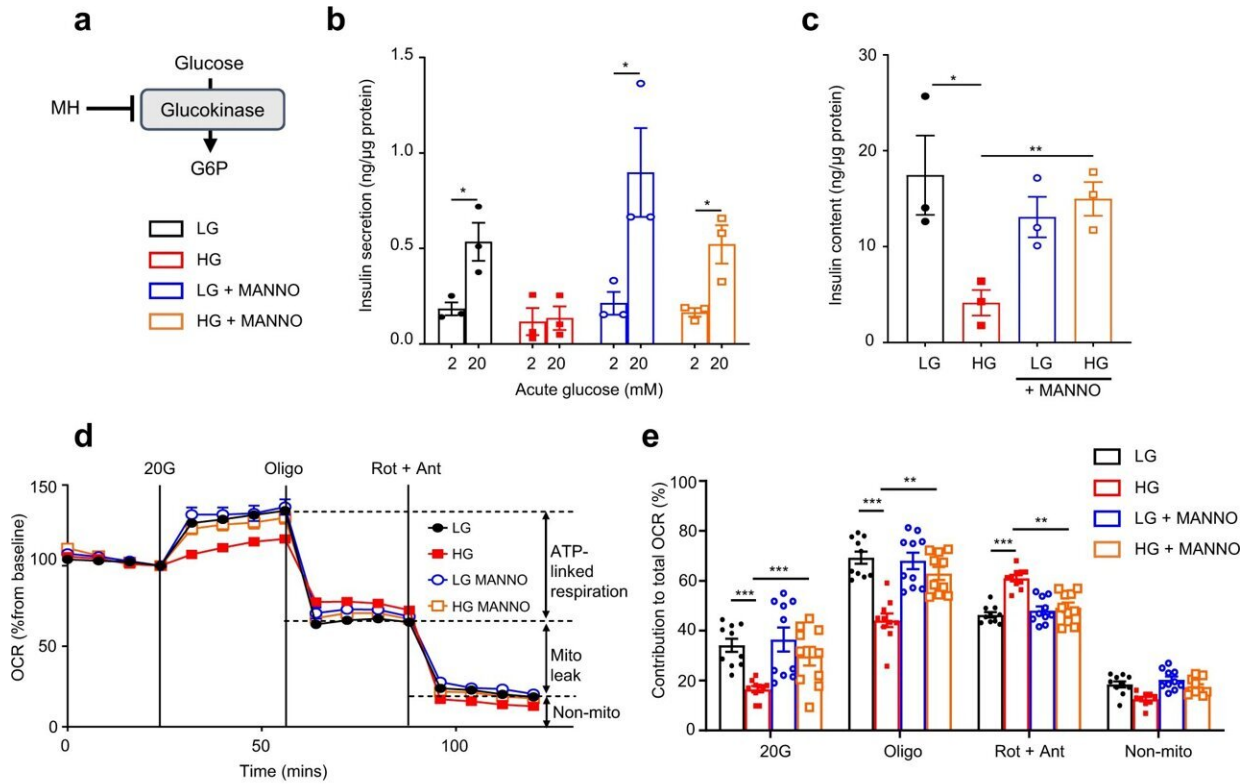 a
Glucose
MH
Glucokinase
G6P
LG
HG
LG + MANNO
HG + MANNO
b
Insulin secretion (ng/µg protein)
1.5
1.0
0.5
0.0
*
*
*
2 20 2 20 2 20 2 20
Acute glucose (mM)
c
Insulin content (ng/µg protein)
30
20
10
0
*
**
LG HG LG HG
+ MANNO
d
20G Oligo Rot + Ant
OCR (%from baseline)
150
100
50
0
0 50 100
Time (mins)
LG
HG
LG MANNO
HG MANNO
ATP-
linked
respiration
Mito
leak
Non-mito
e
LG
HG
LG + MANNO
HG + MANNO
Contribution to total OCR (%)
100
80
60
40
20
0
*** ***
*** **
*** **
20G Oligo Rot + Ant Non-mito